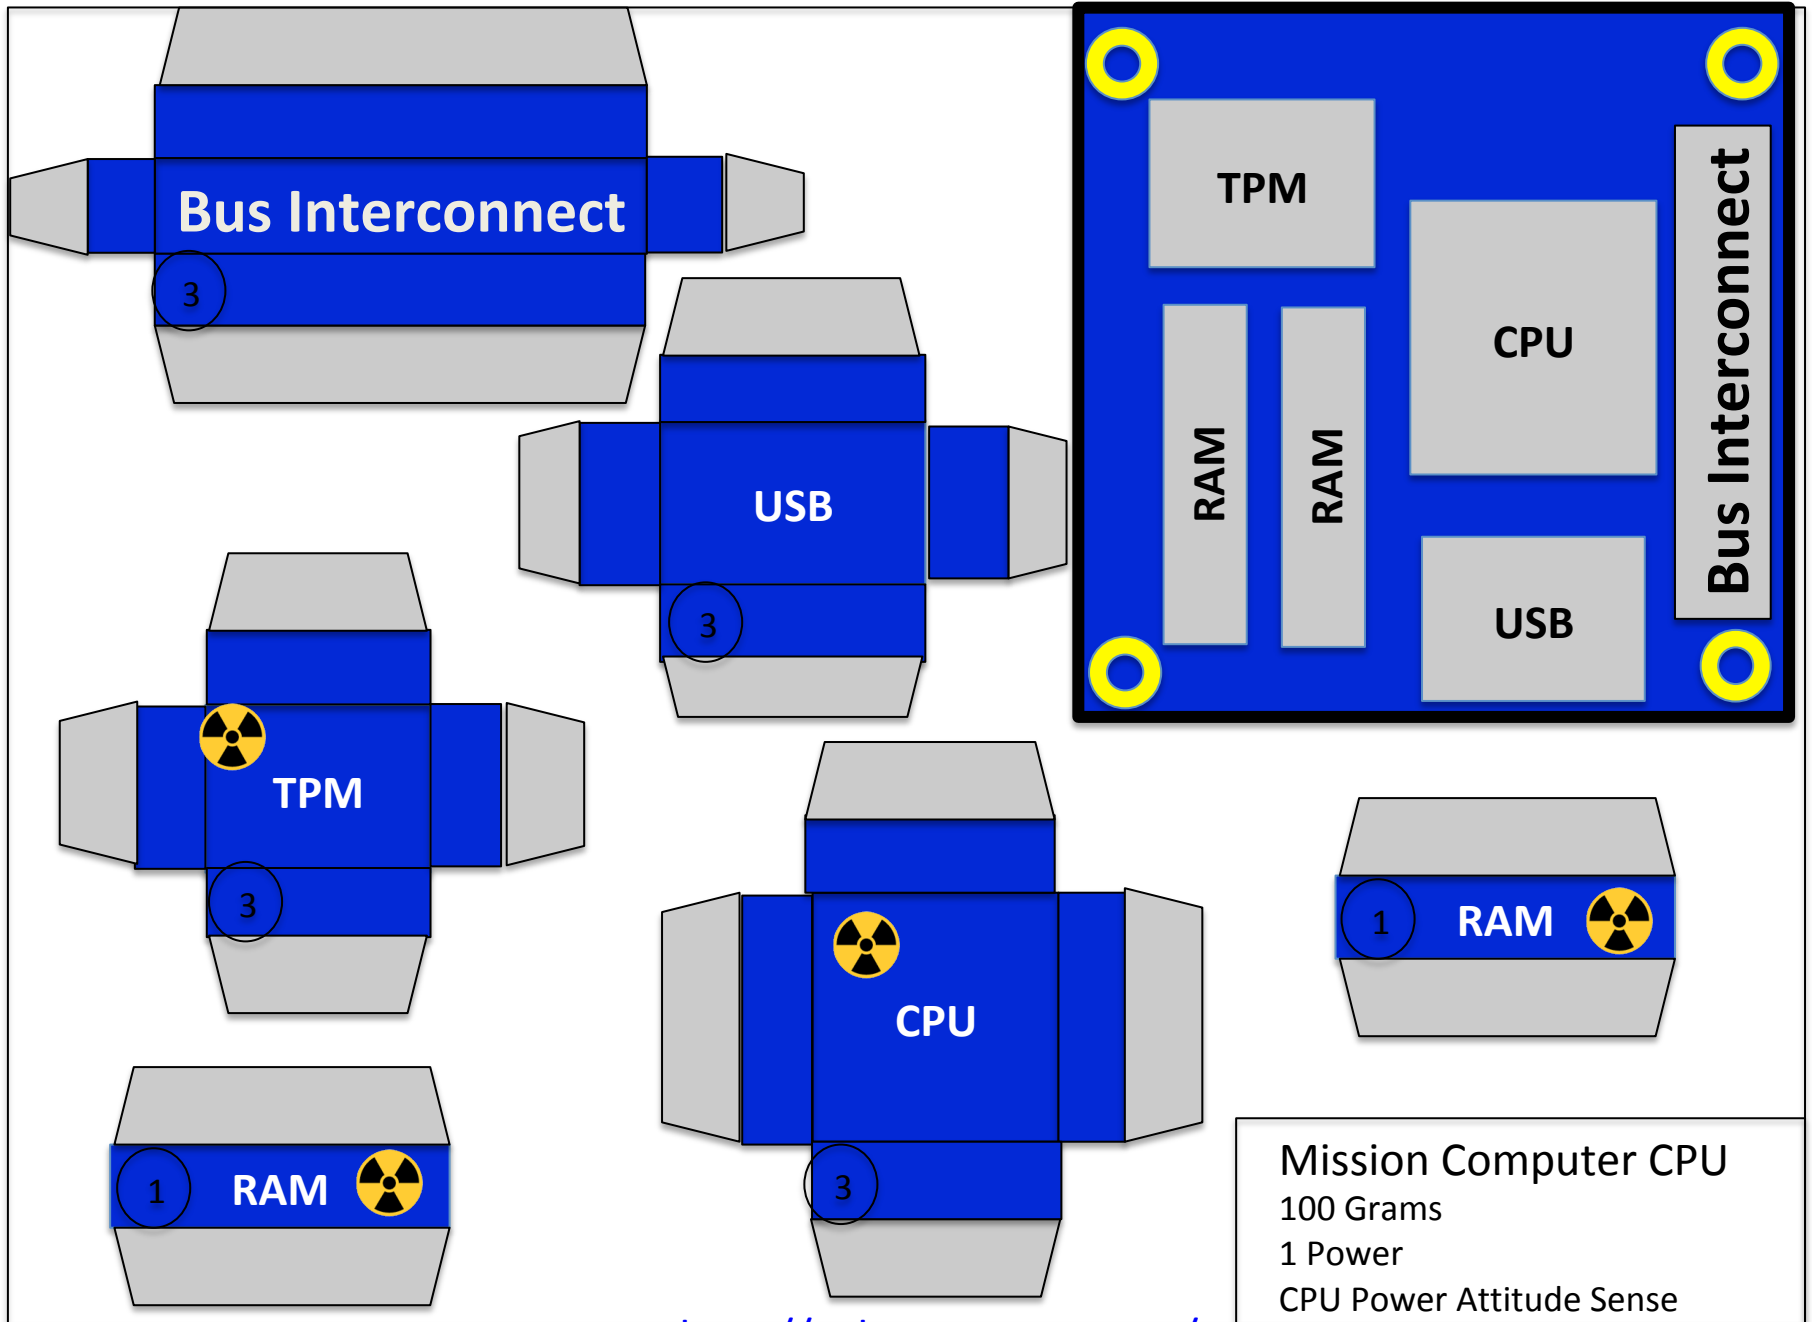 Bus Interconnect
3
USB
3
TPM
3
CPU
3
RAM
1
RAM
1
TPM
CPU
RAM
RAM
USB
Bus Interconnect
Mission Computer CPU
100 Grams
1 Power
CPU Power Attitude Sense